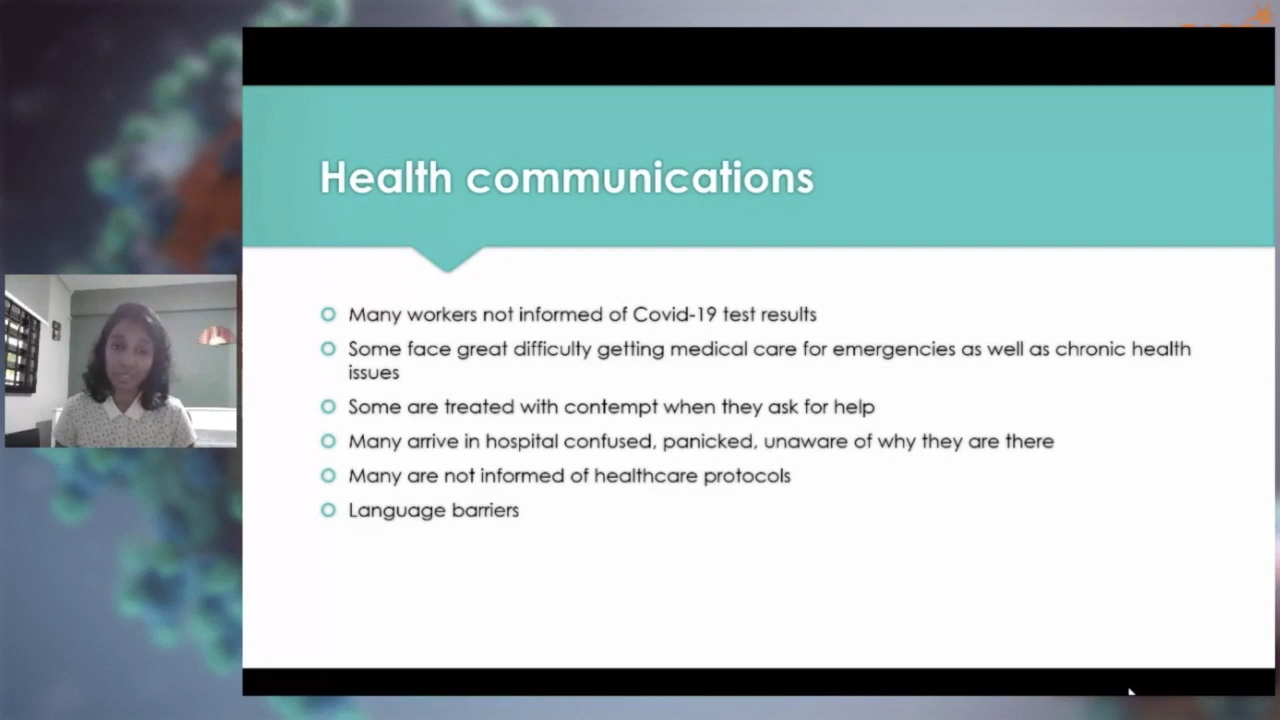 Health communications
Many workers not informed of Covid-19 test results
Some face great difficulty getting medical care for emergencies as well as chronic health
issues
Some are treated with contempt when they ask for help
Many arrive in hospital confused, panicked, unaware of why they are there
Many are not informed of healthcare protocols
Language barriers